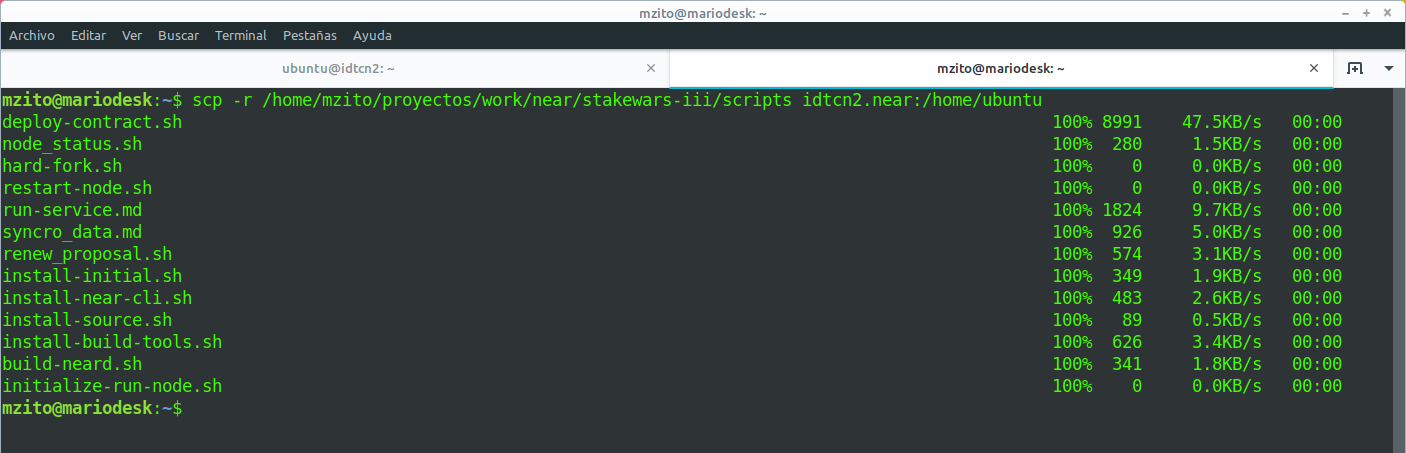 mzito@mariodesk: ~
Archivo Editar Ver Buscar Terminal Pestañas Ayuda
ubuntu@idtcn2: ~ mzito@mariodesk: ~
mzito@mariodesk:~$ scp -r /home/mzito/proyectos/work/near/stakewars-iii/scripts idtcn2.near:/home/ubuntu
deploy-contract.sh 100% 8991 47.5KB/s 00:00
node_status.sh 100% 280 1.5KB/s 00:00
hard-fork.sh 100% 0 0.0KB/s 00:00
restart-node.sh 100% 0 0.0KB/s 00:00
run-service.md 100% 1824 9.7KB/s 00:00
syncro_data.md 100% 926 5.0KB/s 00:00
renew_proposal.sh 100% 574 3.1KB/s 00:00
install-initial.sh 100% 349 1.9KB/s 00:00
install-near-cli.sh 100% 483 2.6KB/s 00:00
install-source.sh 100% 89 0.5KB/s 00:00
install-build-tools.sh 100% 626 3.4KB/s 00:00
build-neard.sh 100% 341 1.8KB/s 00:00
initialize-run-node.sh 100% 0 0.0KB/s 00:00
mzito@mariodesk:~$